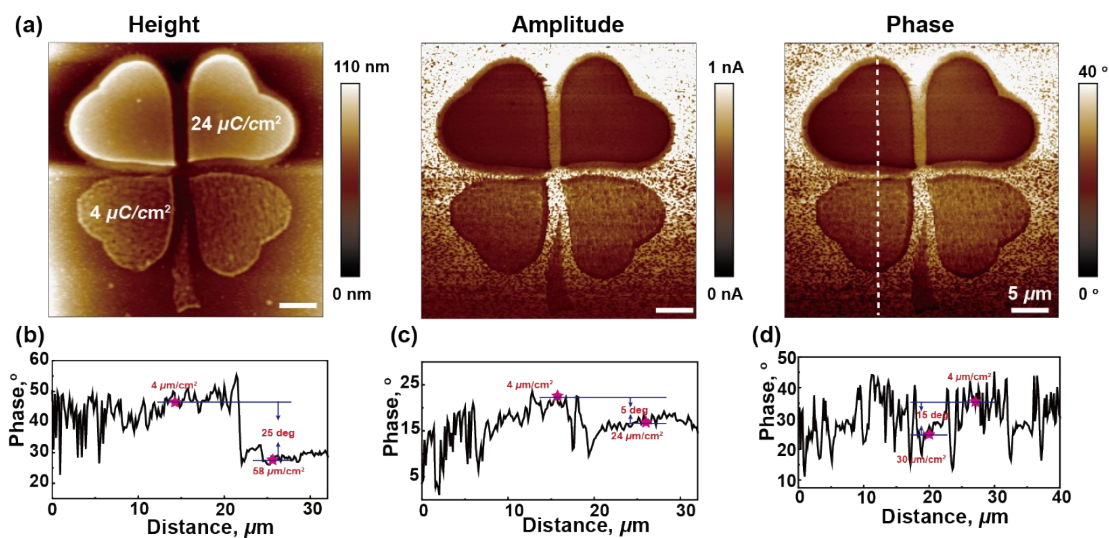 (a) Height Amplitude Phase
110 nm
0 nm
24 µC/cm²
4 µC/cm²
1 nA
0 nA
40 º
0 º
5 µm
(b)
60
50
40
30
20
Phase, º
4 µm/cm²
25 deg
58 µm/cm²
0 10 20 30
Distance, µm
(c)
25
15
5
Phase, º
4 µm/cm²
5 deg
24 µm/cm²
0 10 20 30
Distance, µm
(d)
50
40
30
20
10
Phase, º
4 µm/cm²
15 deg
30 µm/cm²
0 10 20 30 40
Distance, µm